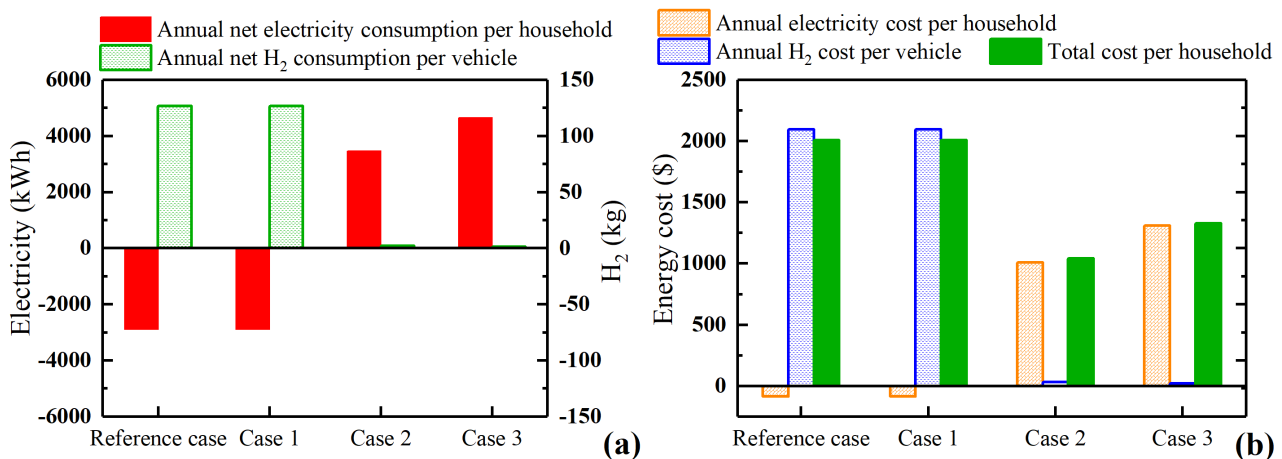 Annual net electricity consumption per household
Annual net H₂ consumption per vehicle
6000
4000
2000
0
-2000
-4000
-6000
Electricity (kWh)
150
100
50
0
-50
-100
-150
H₂ (kg)
Reference case
Case 1
Case 2
Case 3
(a)
Annual electricity cost per household
Annual H₂ cost per vehicle
Total cost per household
2500
2000
1500
1000
500
0
Energy cost ($)
Reference case
Case 1
Case 2
Case 3
(b)